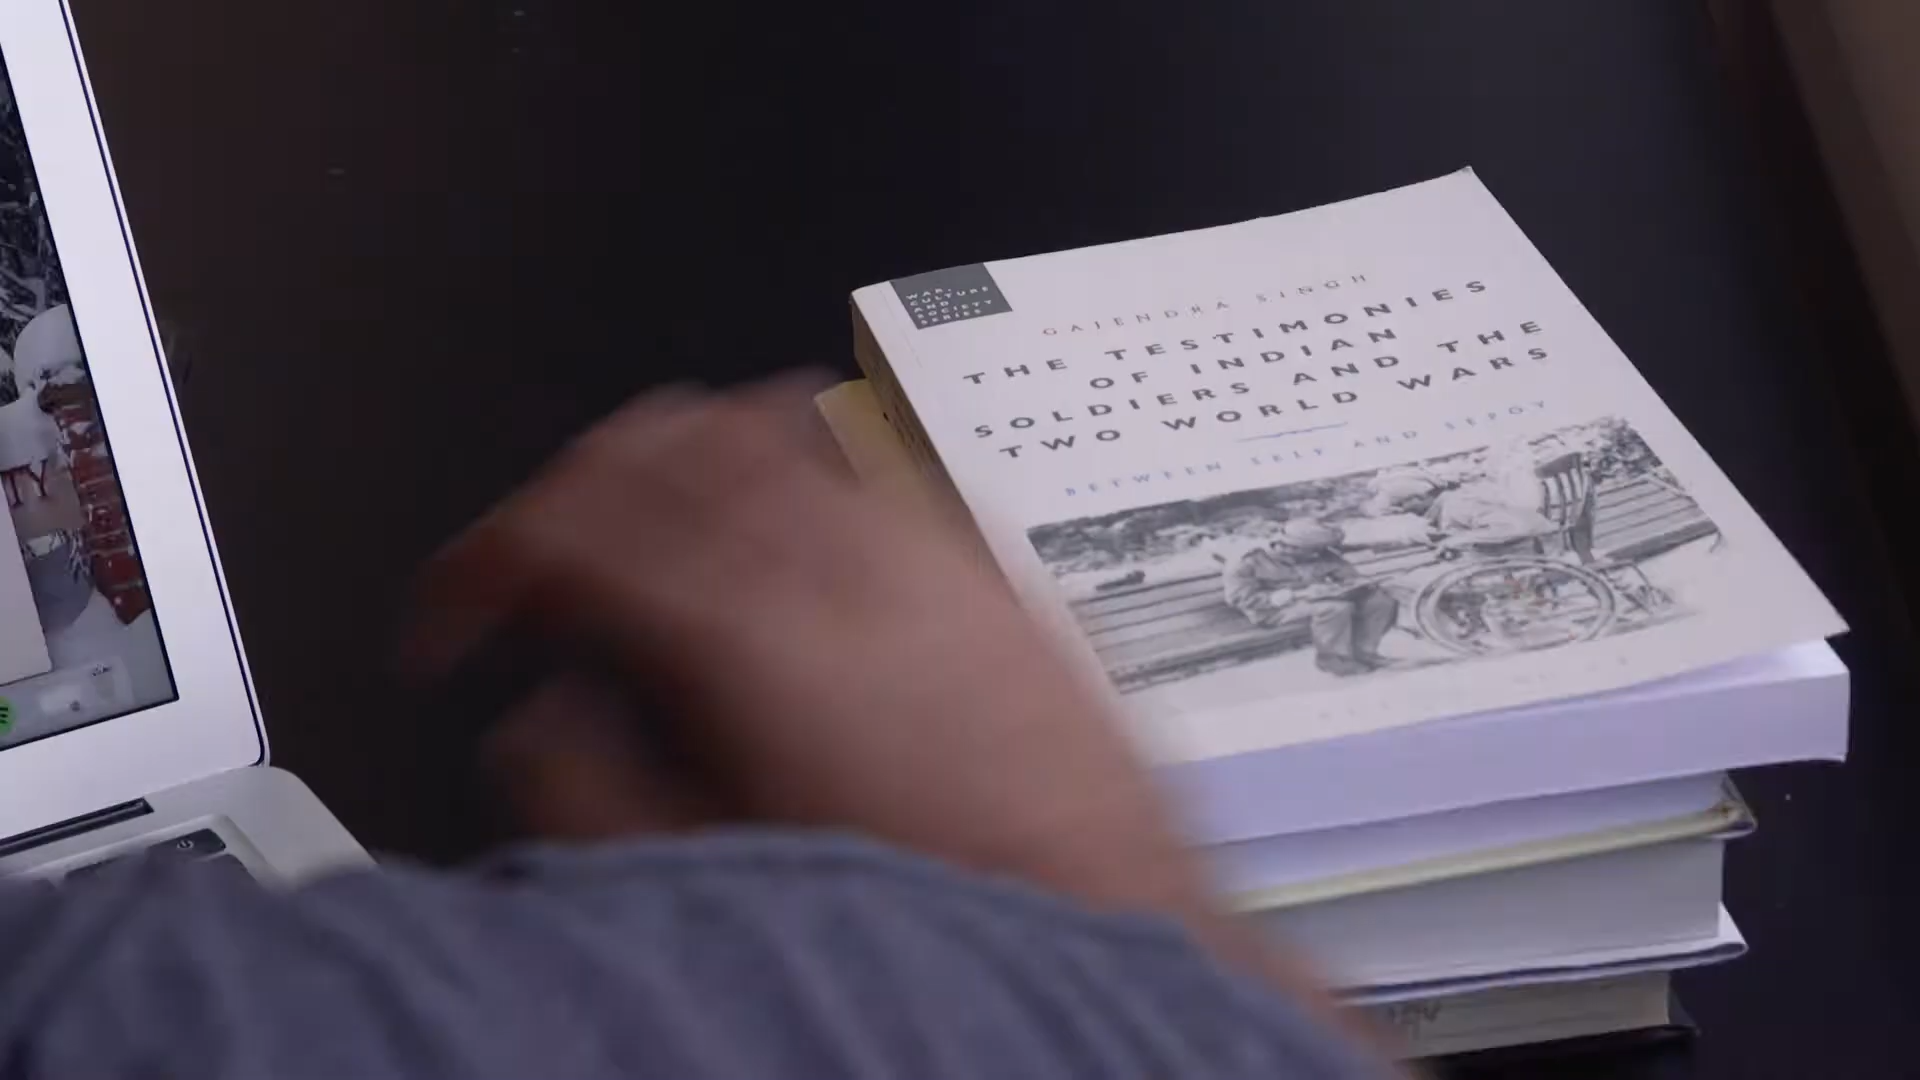 TY
WAR,
CULTURE
AND
SOCIETY
SERIES
GAJENDRA SINGH
THE TESTIMONIES
OF INDIAN
SOLDIERS AND THE
TWO WORLD WARS
BETWEEN SELF AND SEPOY